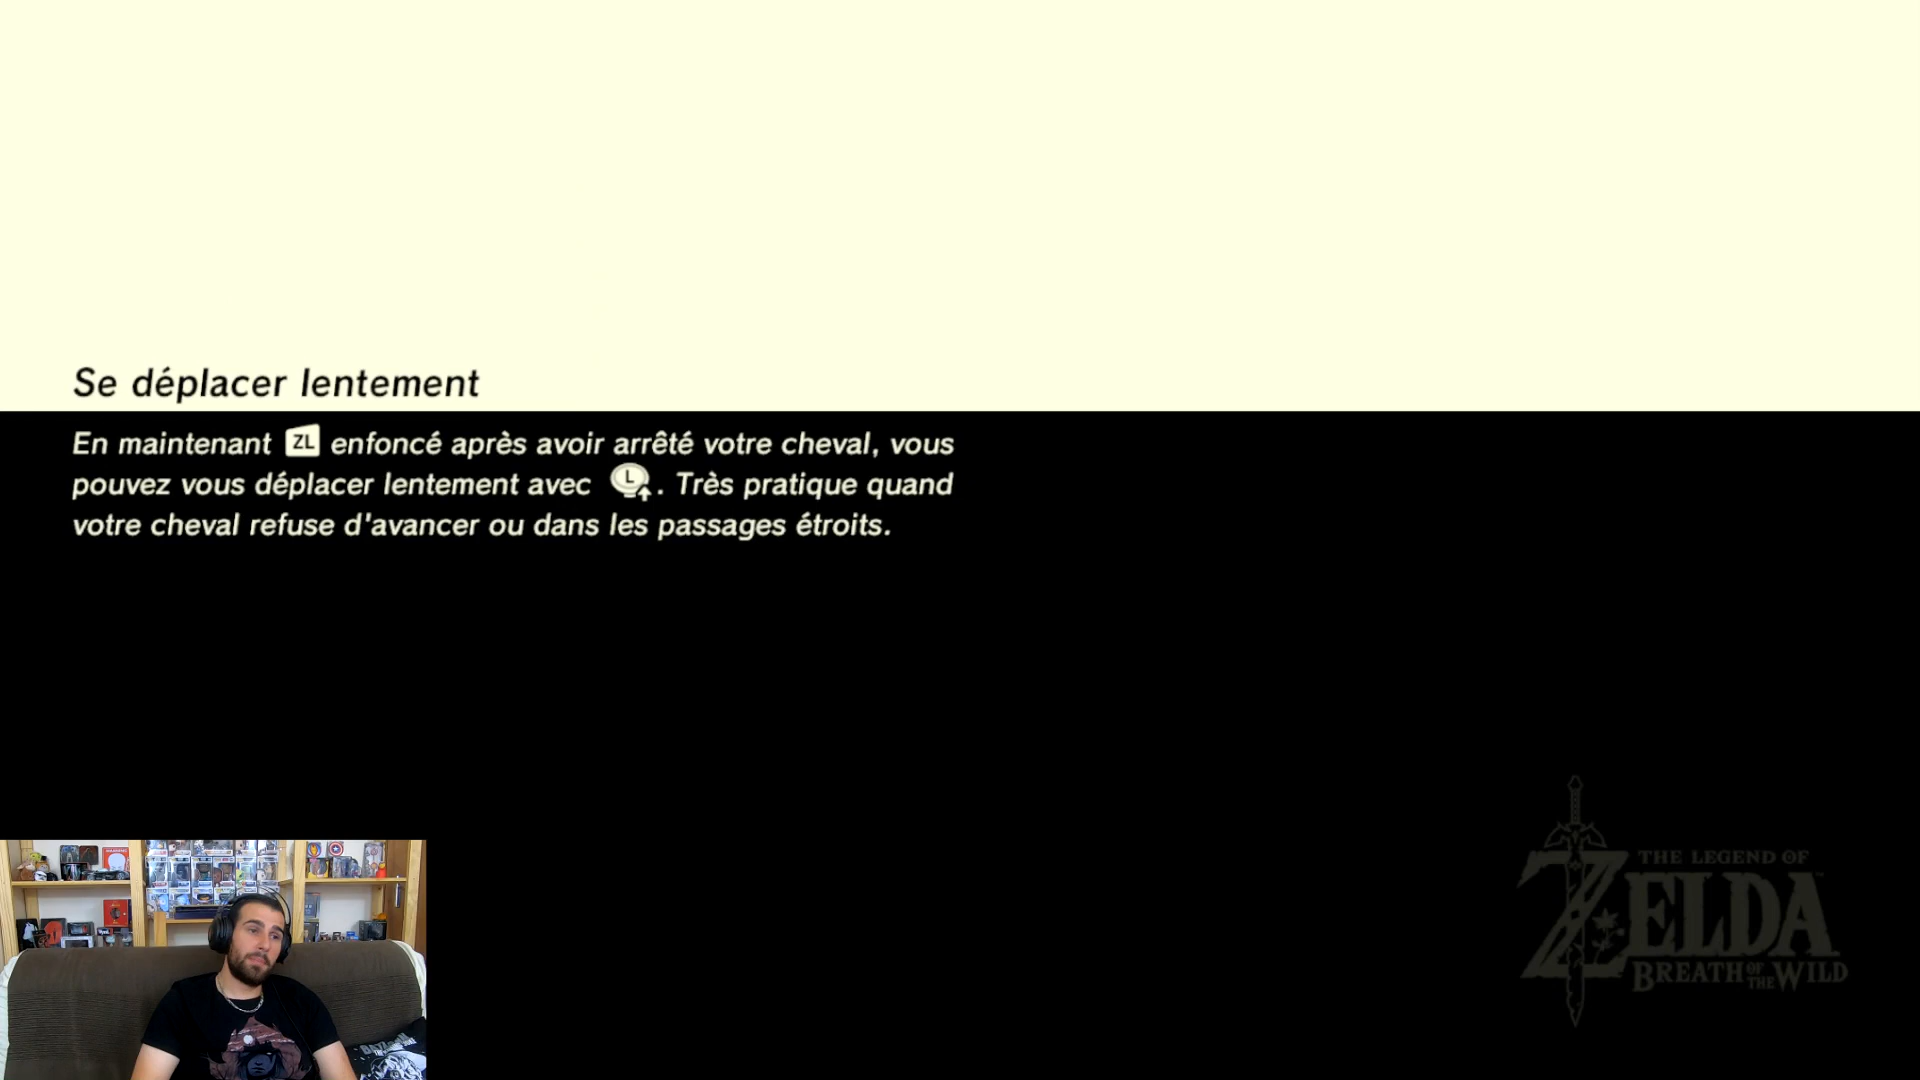 Se déplacer lentement
En maintenant ZL enfoncé après avoir arrêté votre cheval, vous
pouvez vous déplacer lentement avec L. Très pratique quand
votre cheval refuse d'avancer ou dans les passages étroits.
THE LEGEND OF
ZELDA
BREATH OF THE WILD